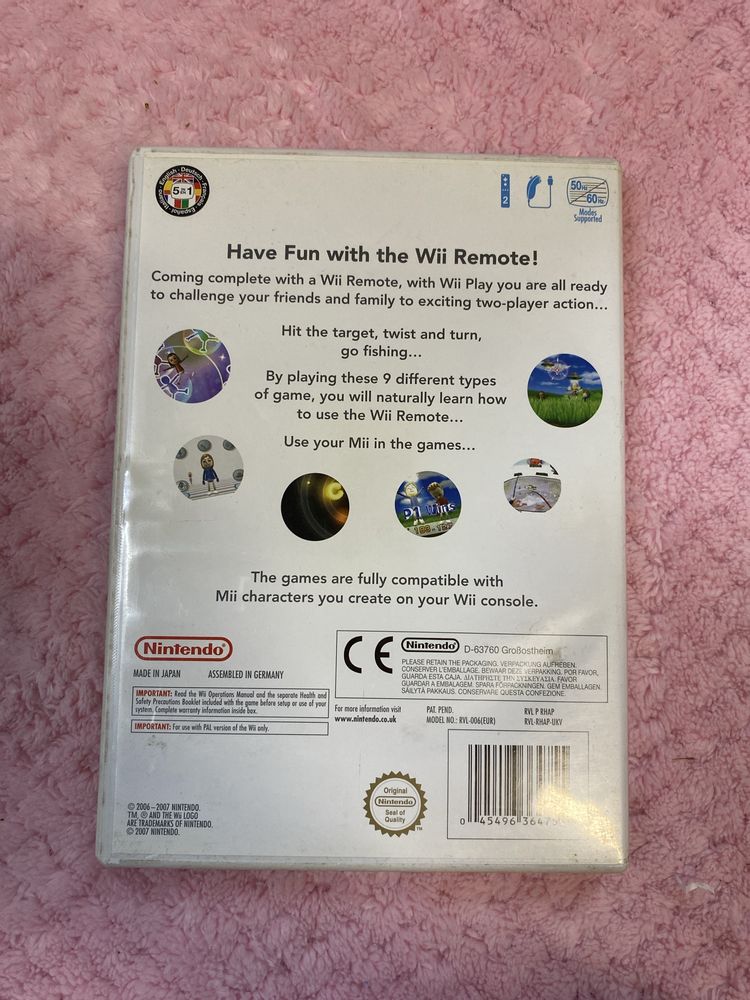 English · Deutsch · Français · Español · Italiano
5 IN 1
2
50Hz
60Hz
Modes
Supported
Have Fun with the Wii Remote!
Coming complete with a Wii Remote, with Wii Play you are all ready
to challenge your friends and family to exciting two-player action...
Hit the target, twist and turn,
go fishing...
By playing these 9 different types
of game, you will naturally learn how
to use the Wii Remote...
Use your Mii in the games...
P1 Wins
The games are fully compatible with
Mii characters you create on your Wii console.
Nintendo®
MADE IN JAPAN ASSEMBLED IN GERMANY
IMPORTANT: Read the Wii Operations Manual and the separate Health and
Safety Precautions Booklet included with the game before setup or use of your
system. Complete warranty information inside box.
IMPORTANT: For use with PAL version of the Wii only.
CE
Nintendo® D-63760 Großostheim
PLEASE RETAIN THE PACKAGING. VERPACKUNG AUFHEBEN.
CONSERVER L'EMBALLAGE. BEWAAR DEZE VERPAKKING. POR FAVOR,
GUARDA ESTA CAJA. ΔΙΑΤΗΡΗΣΤΕ ΤΗΝ ΣΥΣΚΕΥΑΣΙΑ. FAVOR
GUARDAR A EMBALAGEM. SPARA FÖRPACKNINGEN. GEM EMBALLAGEN.
SÄILYTÄ PAKKAUS. CONSERVARE QUESTA CONFEZIONE.
For more information visit
www.nintendo.co.uk
PAT. PEND.
MODEL NO.: RVL-006(EUR)
RVL P RHAP
RVL-RHAP-UKV
© 2006–2007 NINTENDO.
TM, ® AND THE Wii LOGO
ARE TRADEMARKS OF NINTENDO.
© 2007 NINTENDO.
Original
Nintendo
Seal of
Quality
TM
0 45496